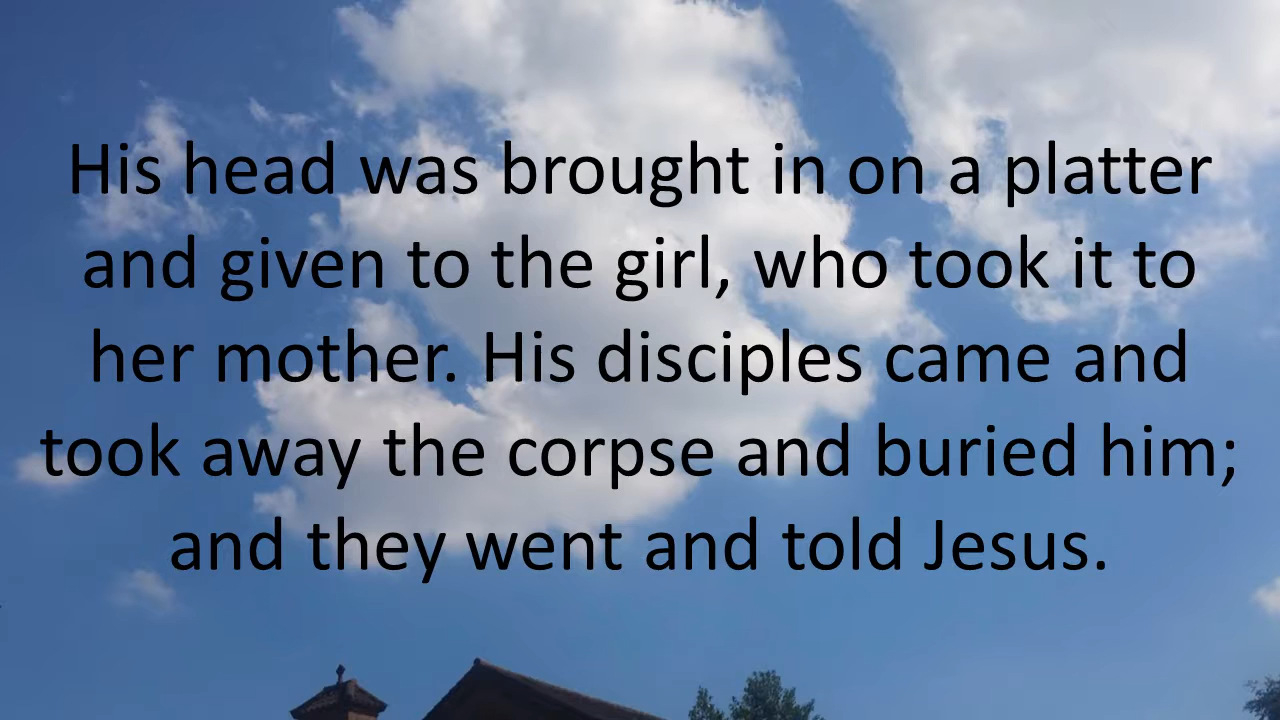 His head was brought in on a platter
and given to the girl, who took it to
her mother. His disciples came and
took away the corpse and buried him;
and they went and told Jesus.